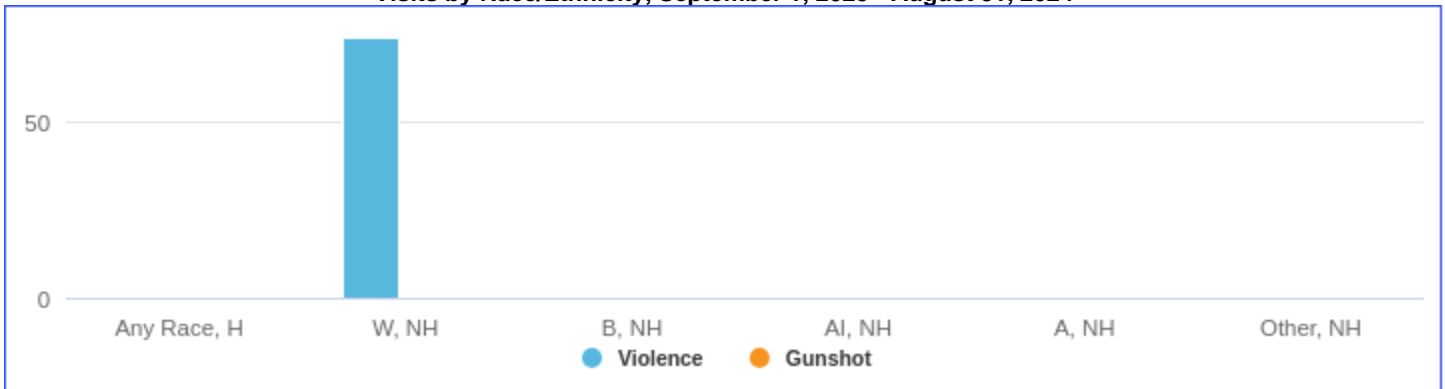 50
0
Any Race, H W, NH B, NH AI, NH A, NH Other, NH
Violence Gunshot